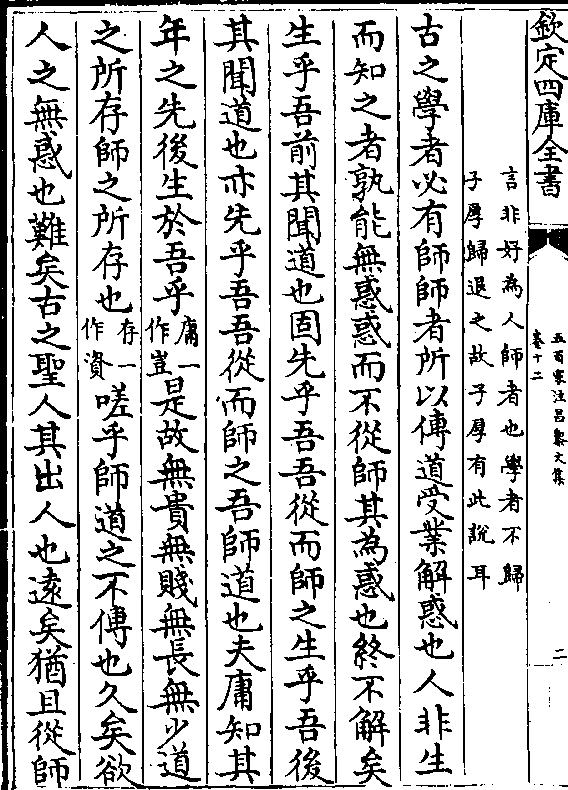 欽定四庫全書
五百家注昌黎文集
卷十二
二
言非好為人師者也學者不歸
子厚歸退之故子厚有此說耳
古之學者必有師師者所以傳道受業解惑也人非生
而知之者孰能無惑惑而不從師其為惑也終不解矣
生乎吾前其聞道也固先乎吾吾從而師之生乎吾後
其聞道也亦先乎吾吾從而師之吾師道也夫庸知其
年之先後生於吾乎庸一作豈是故無貴無賤無長無少道
之所存師之所存也存一作資嗟乎師道之不傳也久矣欲
人之無惑也難矣古之聖人其出人也遠矣猶且從師